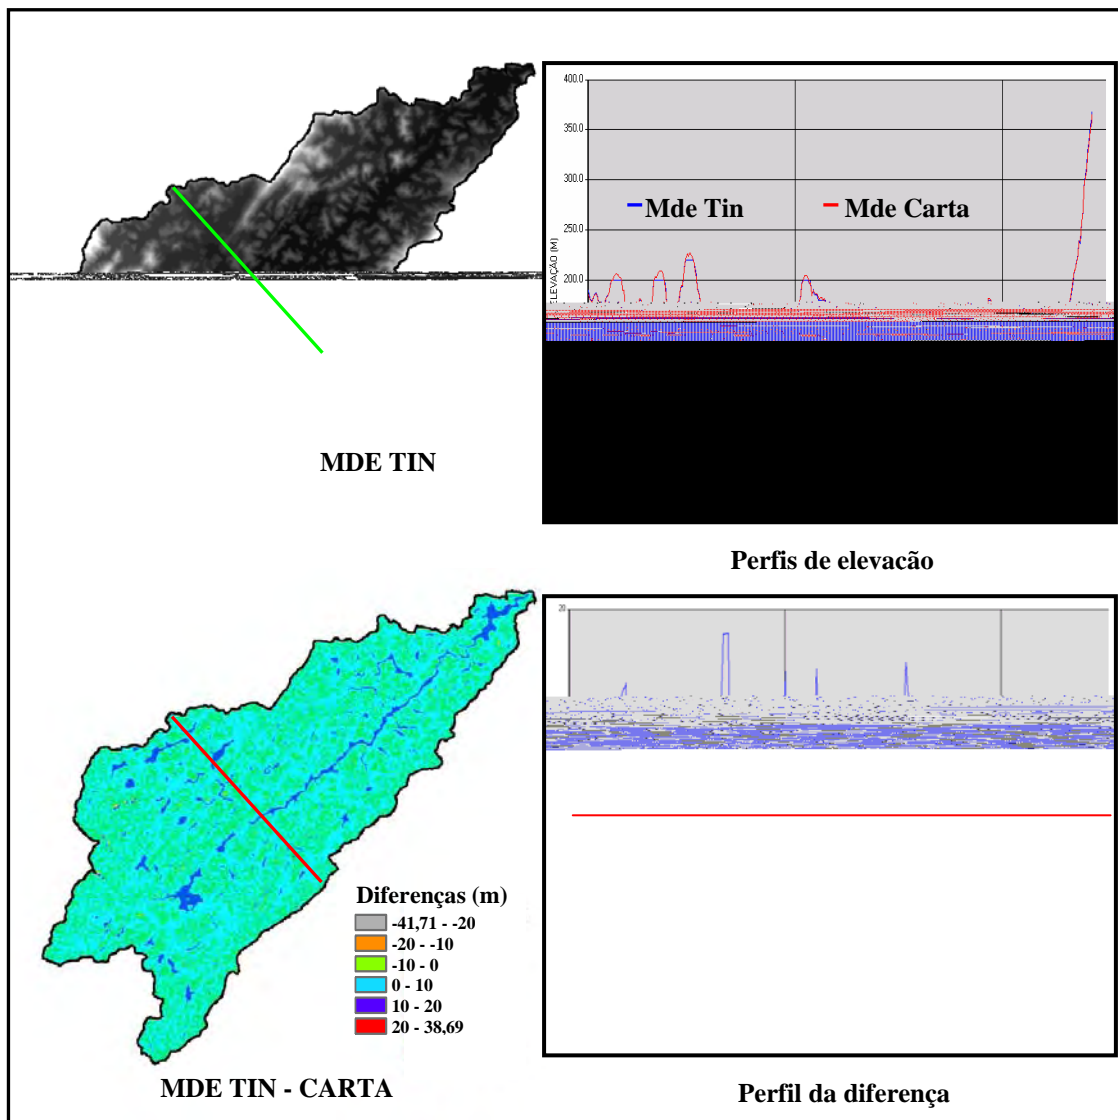 400.0
350.0
300.0
250.0
200.0
ELEVAÇÃO (M)
Mde Tin
Mde Carta
MDE TIN
Perfis de elevacão
20
Diferenças (m)
-41,71 - -20
-20 - -10
-10 - 0
0 - 10
10 - 20
20 - 38,69
MDE TIN - CARTA
Perfil da diferença